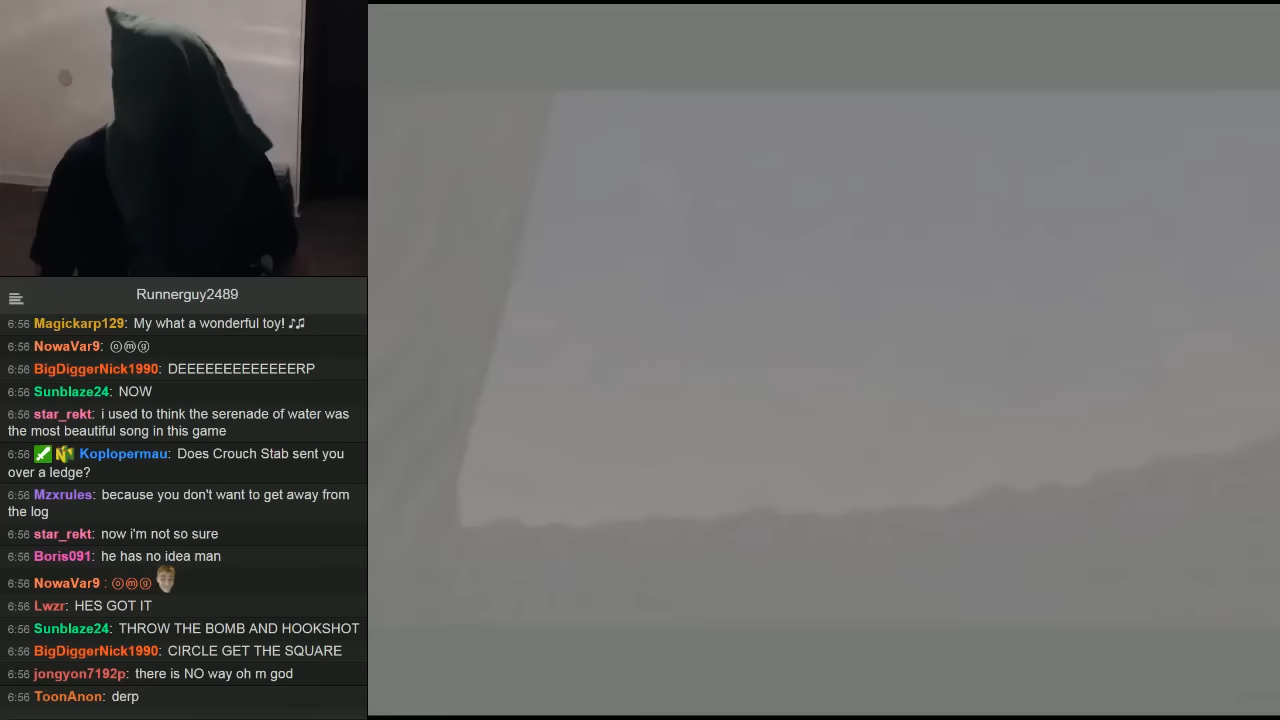 Runnerguy2489
6:56 Magickarp129: My what a wonderful toy! ♪♫
6:56 NowaVar9: ⓞⓜⓖ
6:56 BigDiggerNick1990: DEEEEEEEEEEEEERP
6:56 Sunblaze24: NOW
6:56 star_rekt: i used to think the serenade of water was
the most beautiful song in this game
6:56 Koplopermau: Does Crouch Stab sent you
over a ledge?
6:56 Mzxrules: because you don't want to get away from
the log
6:56 star_rekt: now i'm not so sure
6:56 Boris091: he has no idea man
6:56 NowaVar9 : ⓞⓜⓖ
6:56 Lwzr: HES GOT IT
6:56 Sunblaze24: THROW THE BOMB AND HOOKSHOT
6:56 BigDiggerNick1990: CIRCLE GET THE SQUARE
6:56 jongyon7192p: there is NO way oh m god
6:56 ToonAnon: derp